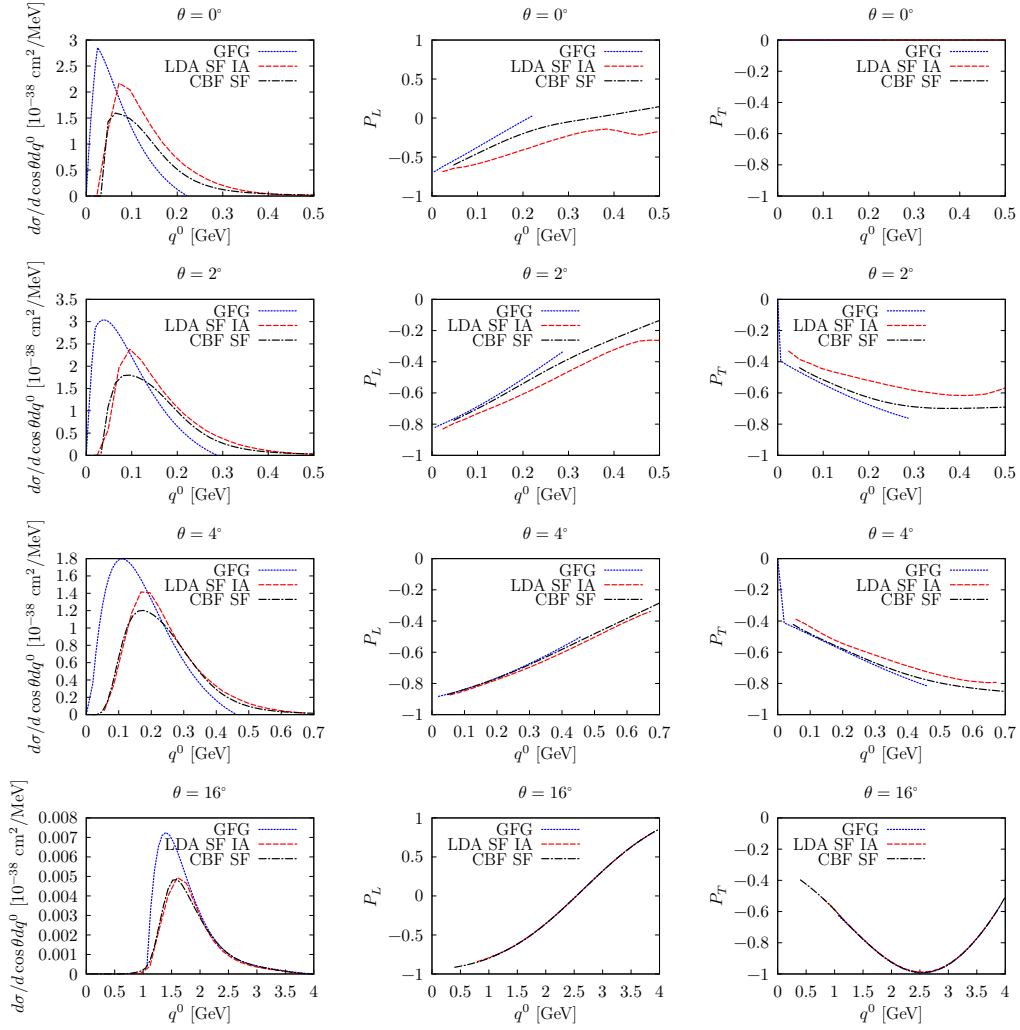 θ = 0°
dσ/d cos θdq⁰ [10⁻³⁸ cm²/MeV]
3
2.5
2
1.5
1
0.5
0
GFG
LDA SF IA
CBF SF
0 0.1 0.2 0.3 0.4 0.5
q⁰ [GeV]
θ = 0°
P_L
1
0.5
0
−0.5
−1
GFG
LDA SF IA
CBF SF
0 0.1 0.2 0.3 0.4 0.5
q⁰ [GeV]
θ = 0°
P_T
0
−0.2
−0.4
−0.6
−0.8
−1
GFG
LDA SF IA
CBF SF
0 0.1 0.2 0.3 0.4 0.5
q⁰ [GeV]
θ = 2°
dσ/d cos θdq⁰ [10⁻³⁸ cm²/MeV]
3.5
3
2.5
2
1.5
1
0.5
0
GFG
LDA SF IA
CBF SF
0 0.1 0.2 0.3 0.4 0.5
q⁰ [GeV]
θ = 2°
P_L
0
−0.2
−0.4
−0.6
−0.8
−1
GFG
LDA SF IA
CBF SF
0 0.1 0.2 0.3 0.4 0.5
q⁰ [GeV]
θ = 2°
P_T
0
−0.2
−0.4
−0.6
−0.8
−1
GFG
LDA SF IA
CBF SF
0 0.1 0.2 0.3 0.4 0.5
q⁰ [GeV]
θ = 4°
dσ/d cos θdq⁰ [10⁻³⁸ cm²/MeV]
1.8
1.6
1.4
1.2
1
0.8
0.6
0.4
0.2
0
GFG
LDA SF IA
CBF SF
0 0.1 0.2 0.3 0.4 0.5 0.6 0.7
q⁰ [GeV]
θ = 4°
P_L
0
−0.2
−0.4
−0.6
−0.8
−1
GFG
LDA SF IA
CBF SF
0 0.1 0.2 0.3 0.4 0.5 0.6 0.7
q⁰ [GeV]
θ = 4°
P_T
0
−0.2
−0.4
−0.6
−0.8
−1
GFG
LDA SF IA
CBF SF
0 0.1 0.2 0.3 0.4 0.5 0.6 0.7
q⁰ [GeV]
θ = 16°
dσ/d cos θdq⁰ [10⁻³⁸ cm²/MeV]
0.008
0.007
0.006
0.005
0.004
0.003
0.002
0.001
0
GFG
LDA SF IA
CBF SF
0 0.5 1 1.5 2 2.5 3 3.5 4
q⁰ [GeV]
θ = 16°
P_L
1
0.5
0
−0.5
−1
GFG
LDA SF IA
CBF SF
0 0.5 1 1.5 2 2.5 3 3.5 4
q⁰ [GeV]
θ = 16°
P_T
0
−0.2
−0.4
−0.6
−0.8
−1
GFG
LDA SF IA
CBF SF
0 0.5 1 1.5 2 2.5 3 3.5 4
q⁰ [GeV]